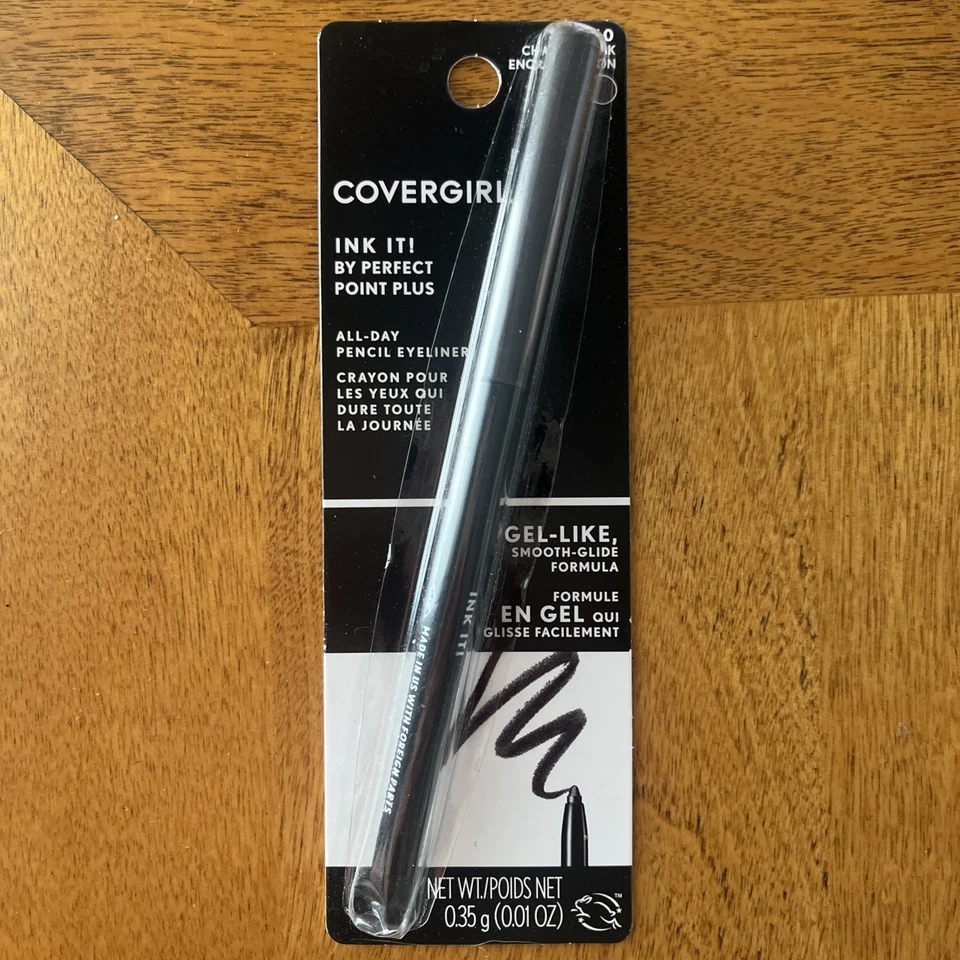 0
COVERGIRL
INK IT!
BY PERFECT
POINT PLUS
ALL-DAY
PENCIL EYELINER
CRAYON POUR
LES YEUX QUI
DURE TOUTE
LA JOURNÉE
GEL-LIKE,
SMOOTH-GLIDE
FORMULA
FORMULE
EN GEL QUI
GLISSE FACILEMENT
INK IT!
MADE IN US WITH FOREIGN PARTS
NET WT./POIDS NET
0.35 g (0.01 OZ)
TM